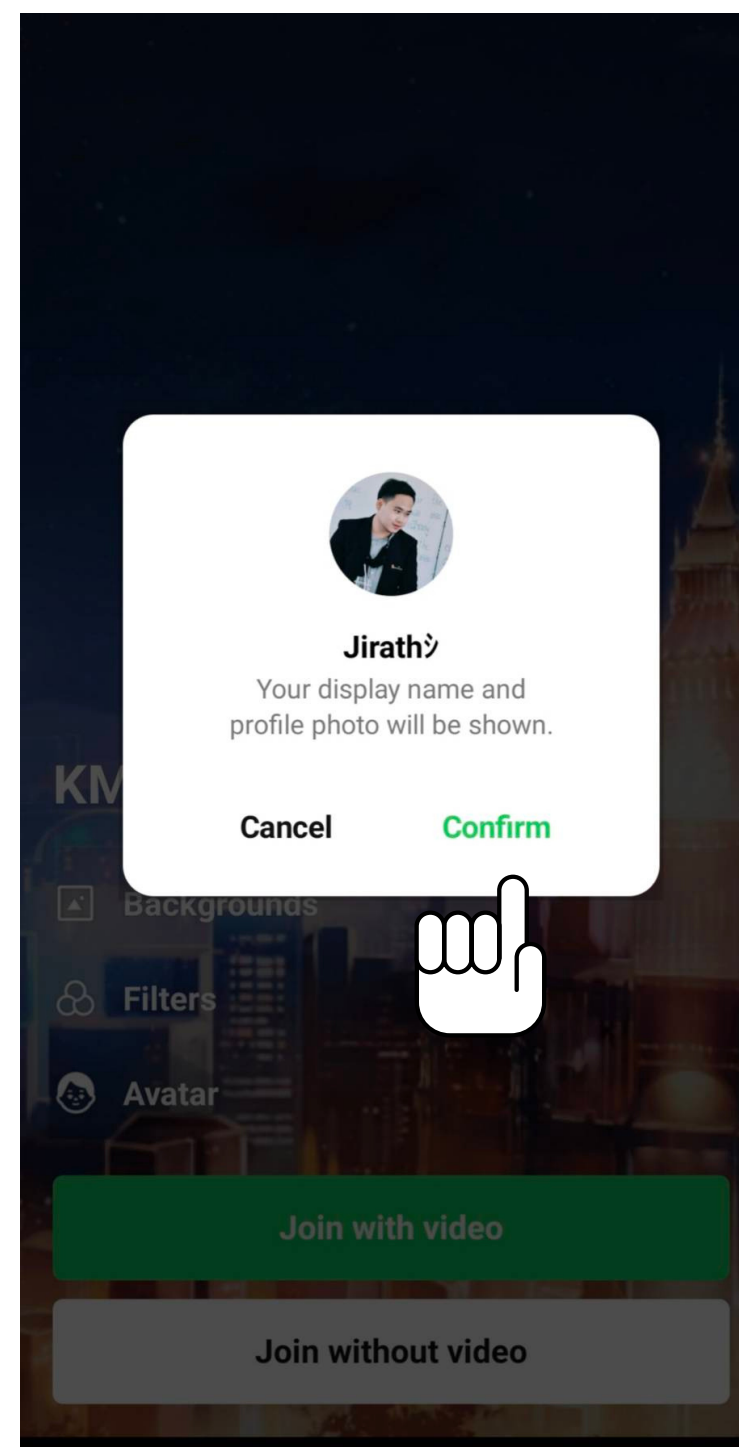 Jirathシ
Your display name and
profile photo will be shown.
Cancel
Confirm
KM
Backgrounds
Filters
Avatar
Join with video
Join without video